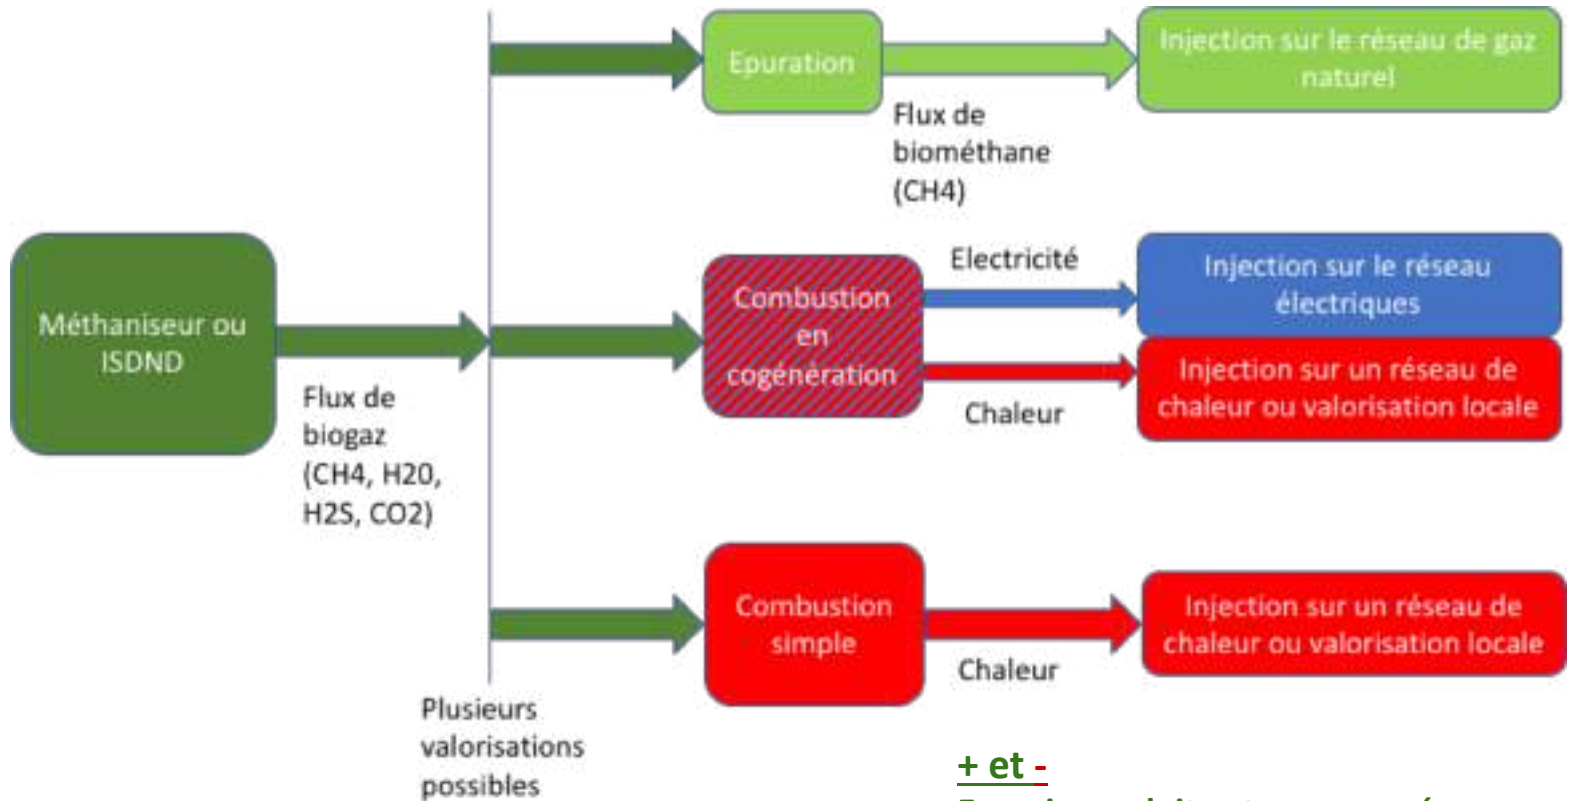 Epuration
Injection sur le réseau de gaz
naturel
Flux de
biométhane
(CH4)
Méthaniseur ou
ISDND
Flux de
biogaz
(CH4, H20,
H2S, CO2)
Combustion
en
cogénération
Electricité
Injection sur le réseau
électriques
Chaleur
Injection sur un réseau de
chaleur ou valorisation locale
Combustion
simple
Chaleur
Injection sur un réseau de
chaleur ou valorisation locale
Plusieurs
valorisations
possibles
+ et -